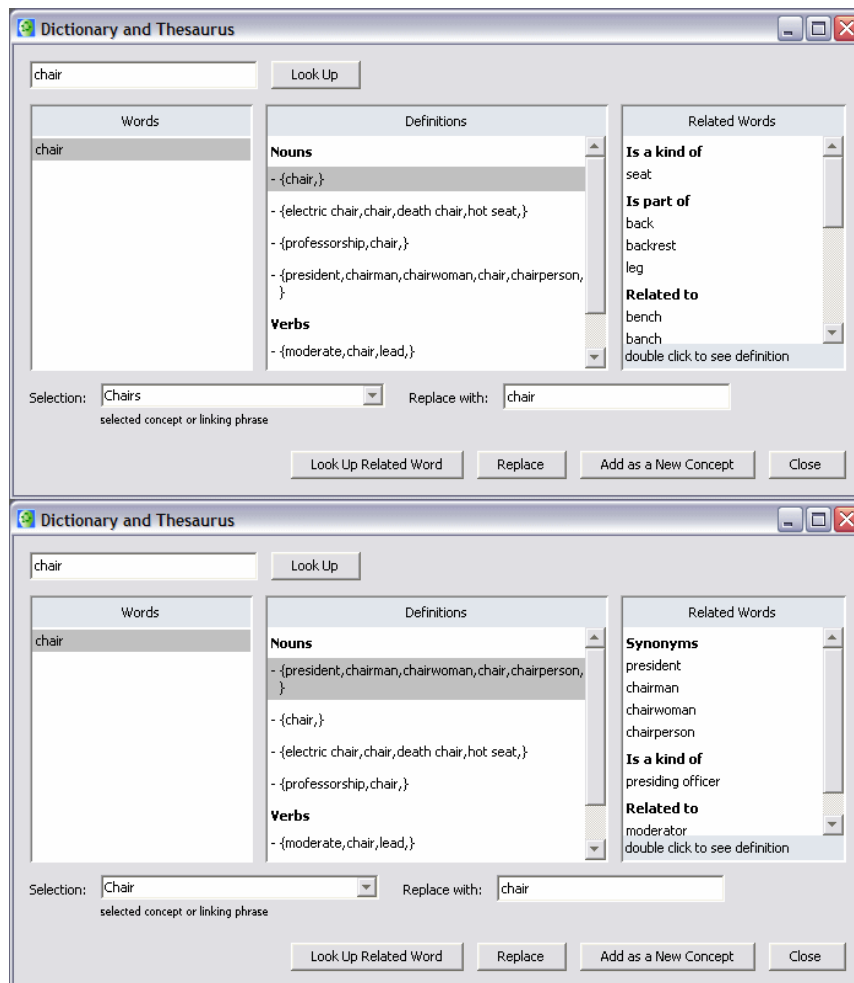 Dictionary and Thesaurus
chair
Look Up
Words
Definitions
Related Words
chair
Nouns
- {chair,}
- {electric chair,chair,death chair,hot seat,}
- {professorship,chair,}
- {president,chairman,chairwoman,chair,chairperson,
}
Verbs
- {moderate,chair,lead,}
Is a kind of
seat
Is part of
back
backrest
leg
Related to
bench
banch
double click to see definition
Selection:
Chairs
Replace with:
chair
selected concept or linking phrase
Look Up Related Word
Replace
Add as a New Concept
Close
Dictionary and Thesaurus
chair
Look Up
Words
Definitions
Related Words
chair
Nouns
- {president,chairman,chairwoman,chair,chairperson,
}
- {chair,}
- {electric chair,chair,death chair,hot seat,}
- {professorship,chair,}
Verbs
- {moderate,chair,lead,}
Synonyms
president
chairman
chairwoman
chairperson
Is a kind of
presiding officer
Related to
moderator
double click to see definition
Selection:
Chair
Replace with:
chair
selected concept or linking phrase
Look Up Related Word
Replace
Add as a New Concept
Close